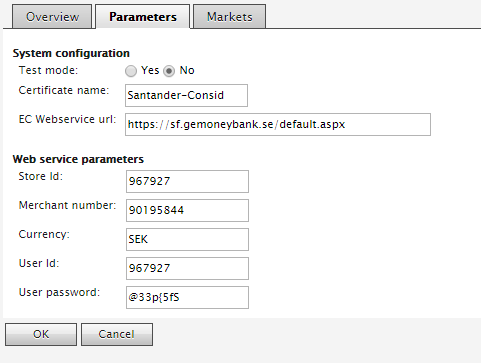 Overview Parameters Markets
System configuration
Test mode: Yes No
Certificate name: Santander-Consid
EC Webservice url: https://sf.gemoneybank.se/default.aspx
Web service parameters
Store Id: 967927
Merchant number: 90195844
Currency: SEK
User Id: 967927
User password: @33p{5fS
OK Cancel